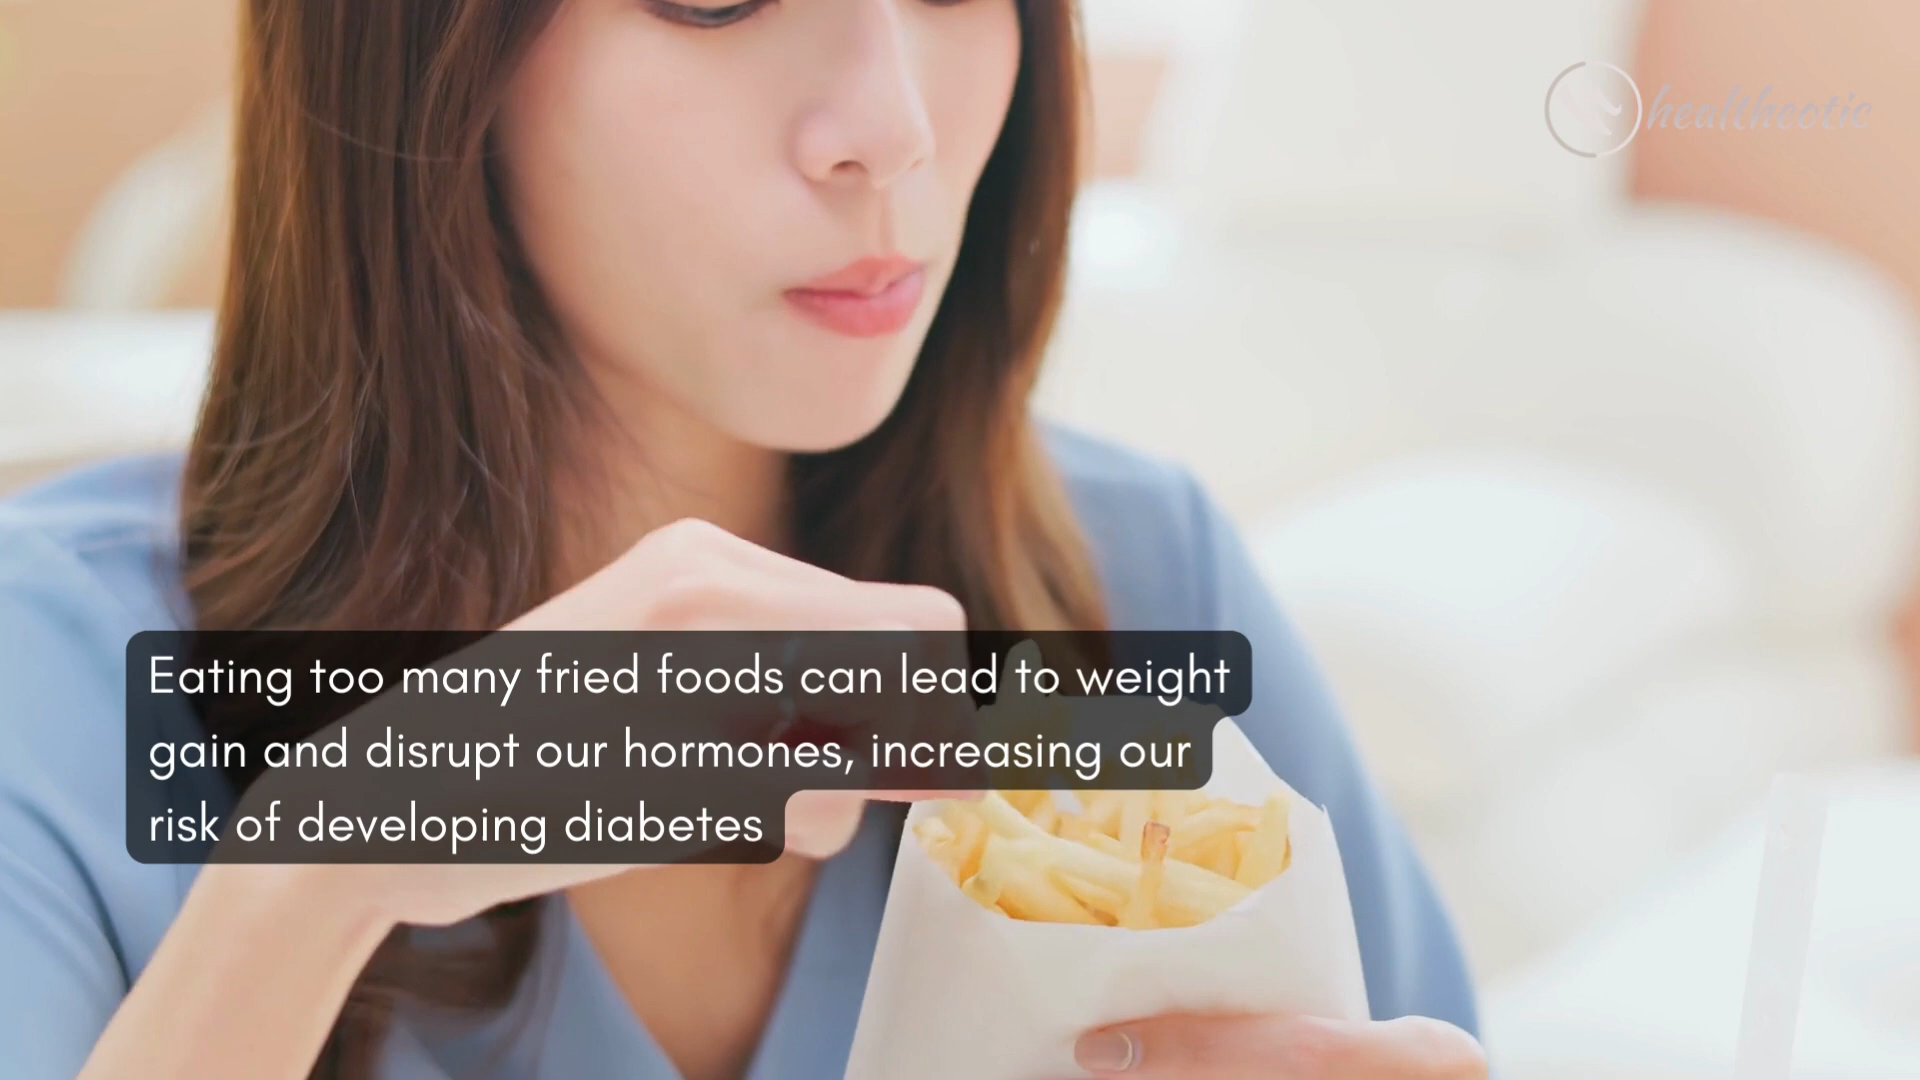 healtheotic
Eating too many fried foods can lead to weight
gain and disrupt our hormones, increasing our
risk of developing diabetes